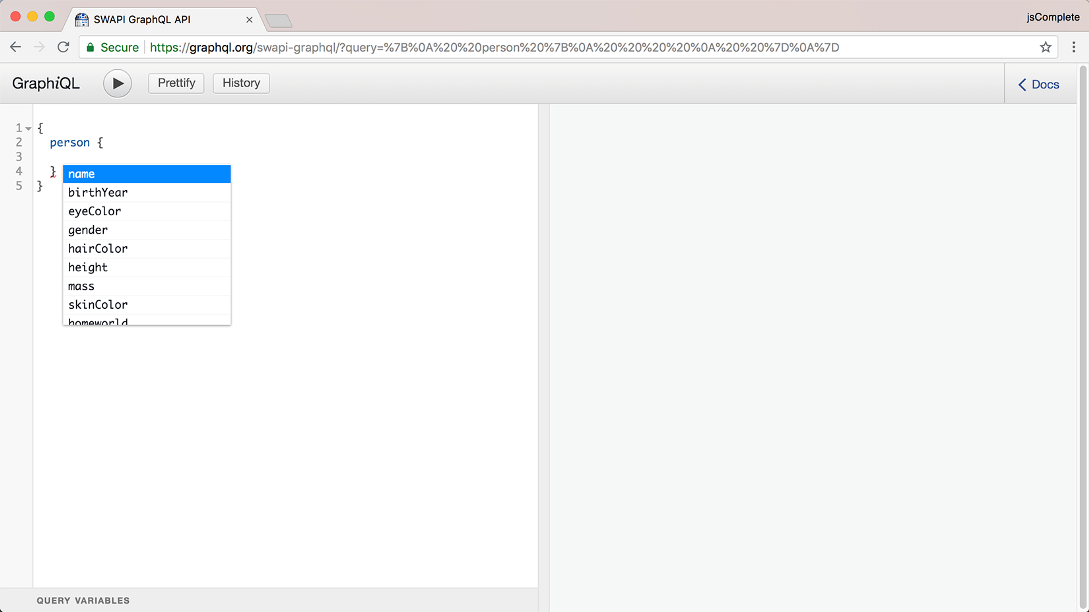 SWAPI GraphQL API
jsComplete
Secure https://graphql.org/swapi-graphql/?query=%7B%0A%20%20person%20%7B%0A%20%20%20%20%0A%20%20%7D%0A%7D
GraphiQL Prettify History Docs
1 {
2 person {
3
4 }
5 }
name
birthYear
eyeColor
gender
hairColor
height
mass
skinColor
homeworld
QUERY VARIABLES